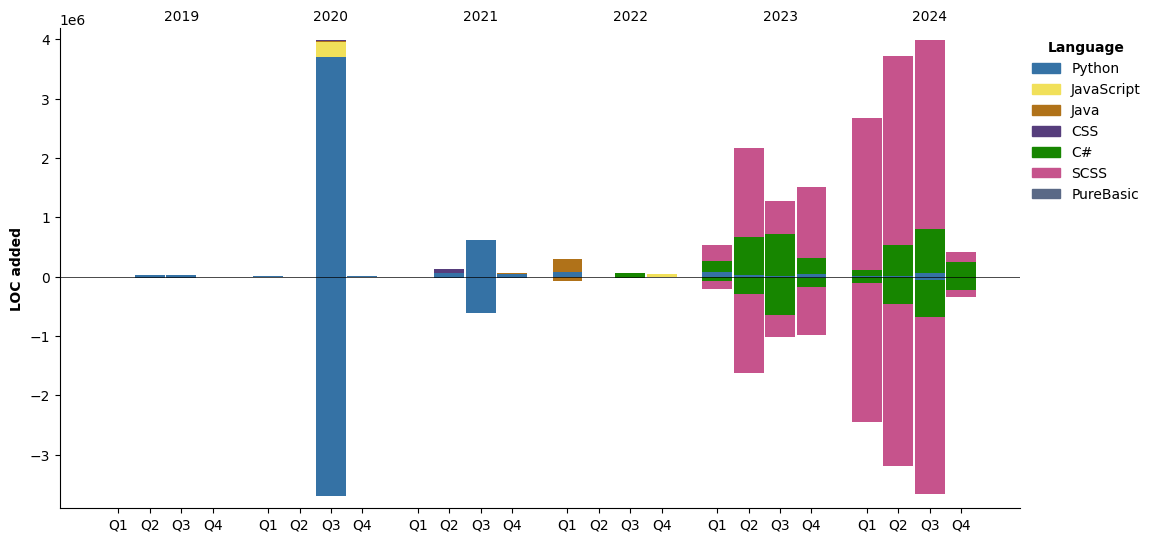 1e6
2019 2020 2021 2022 2023 2024
4
3
2
1
0
−1
−2
−3
LOC added
Q1 Q2 Q3 Q4 Q1 Q2 Q3 Q4 Q1 Q2 Q3 Q4 Q1 Q2 Q3 Q4 Q1 Q2 Q3 Q4 Q1 Q2 Q3 Q4
Language
Python
JavaScript
Java
CSS
C#
SCSS
PureBasic